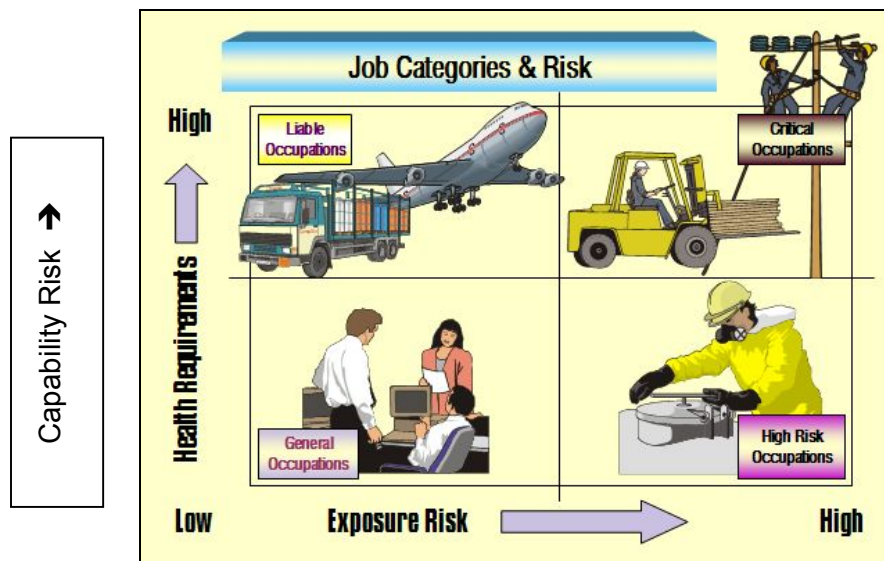 Job Categories & Risk
High
Liable
Occupations
Critical
Occupations
Capability Risk ➔
Health Requirements
General
Occupations
High Risk
Occupations
Low
Exposure Risk
High